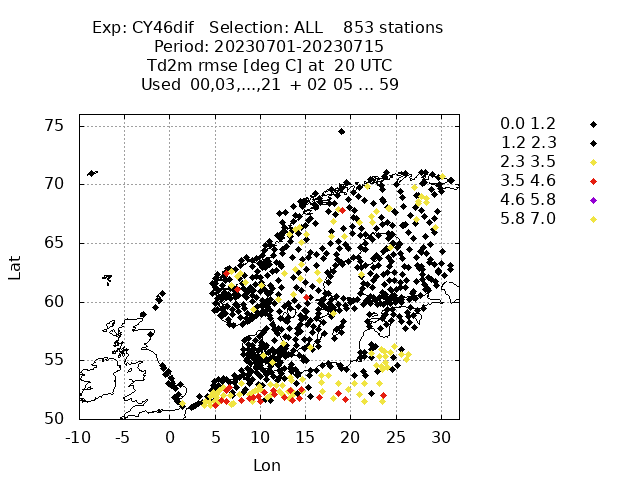 Exp: CY46dif Selection: ALL 853 stations
Period: 20230701-20230715
Td2m rmse [deg C] at 20 UTC
Used 00,03,...,21 + 02 05 ... 59
0.0 1.2
1.2 2.3
2.3 3.5
3.5 4.6
4.6 5.8
5.8 7.0
75
70
65
60
55
50
Lat
-10 -5 0 5 10 15 20 25 30
Lon